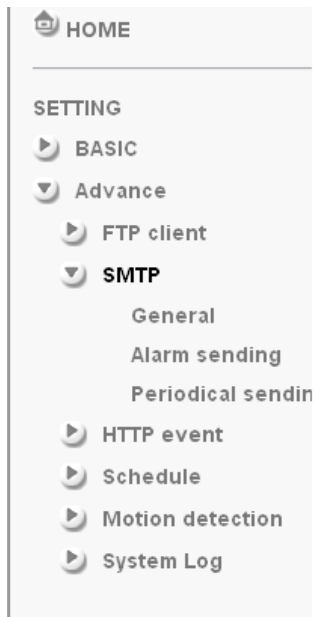 HOME
SETTING
BASIC
Advance
FTP client
SMTP
General
Alarm sending
Periodical sendin
HTTP event
Schedule
Motion detection
System Log